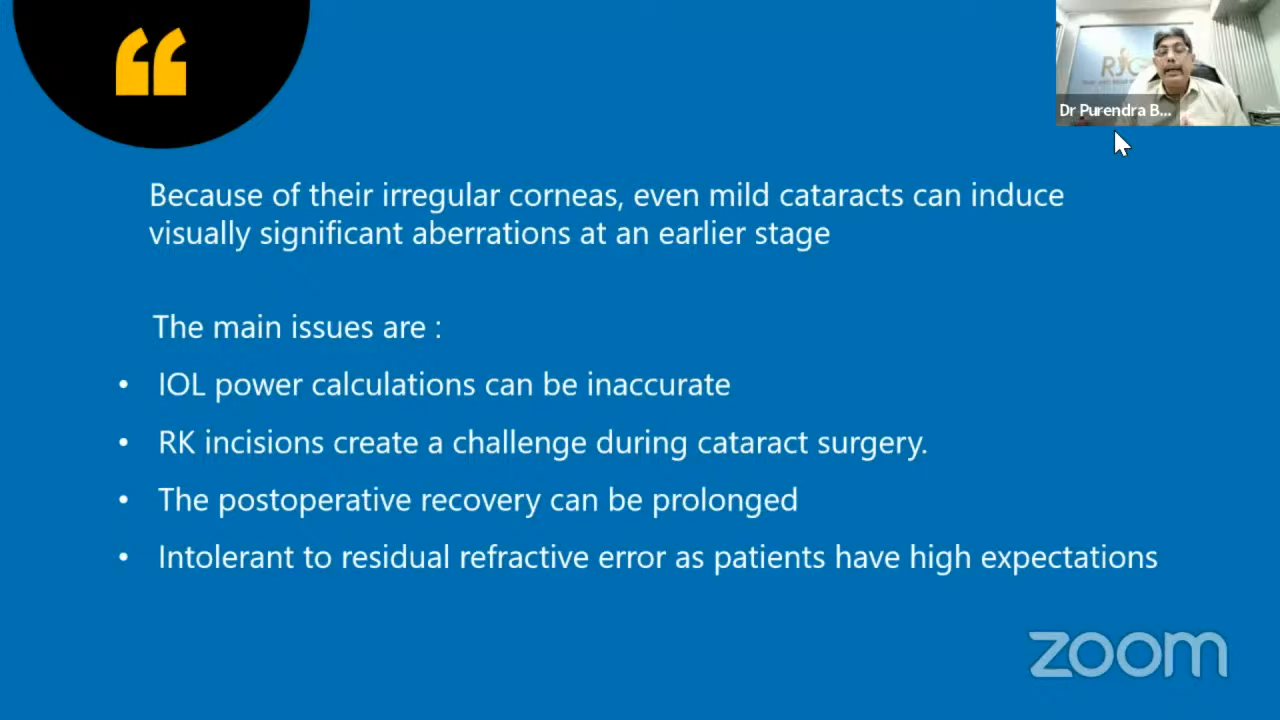 Dr Purendra B...
Because of their irregular corneas, even mild cataracts can induce
visually significant aberrations at an earlier stage
The main issues are :
• IOL power calculations can be inaccurate
• RK incisions create a challenge during cataract surgery.
• The postoperative recovery can be prolonged
• Intolerant to residual refractive error as patients have high expectations
zoom